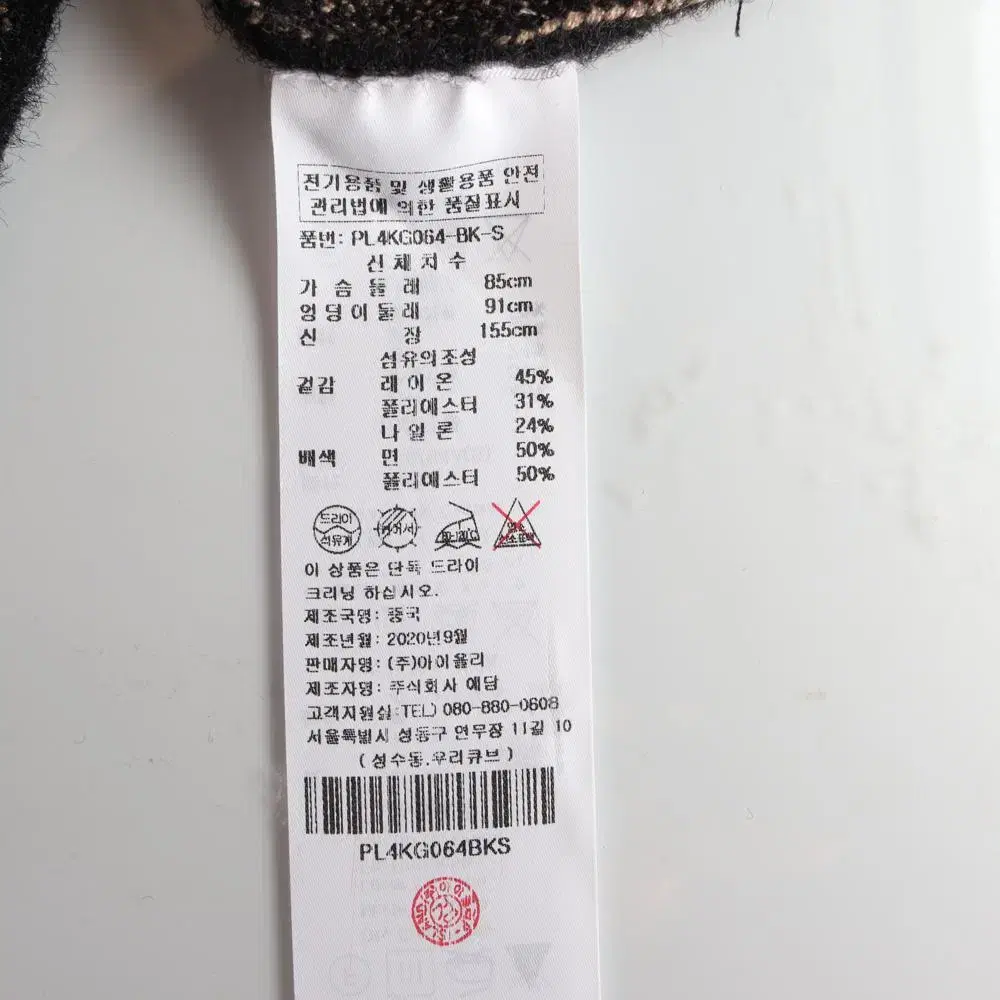 전기용품 및 생활용품 안전
관리법에 의한 품질표시
품번: PL4KG064-BK-S
신 체 치 수
가 슴 둘 레 85cm
엉덩이둘레 91cm
신 장 155cm
섬유의조성
겉감 레 이 온 45%
폴리에스터 31%
나 일 론 24%
배색 면 50%
폴리에스터 50%
드라이
석유계
80~120℃
이 상품은 단독 드라이
크리닝 하십시오.
제조국명: 중국
제조년월: 2020년9월
판매자명: (주)아이올리
제조자명: 주식회사 예담
고객지원실:TEL) 080-880-0608
서울특별시 성동구 연무장 11길 10
(성수동.우리큐브)
PL4KG064BKS